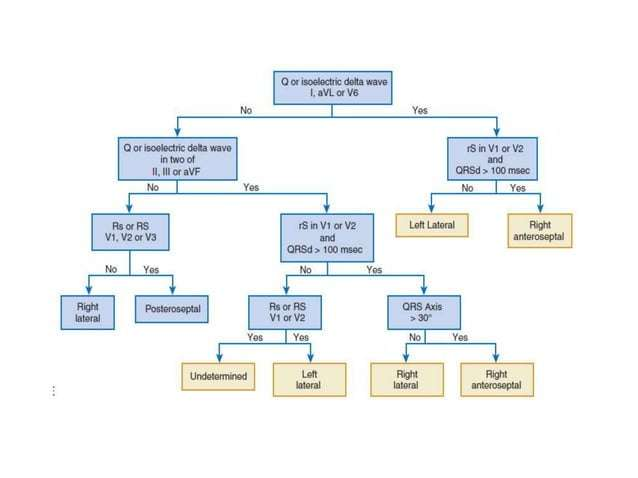 Q or isoelectric delta wave
I, aVL or V6
No
Yes
Q or isoelectric delta wave
in two of
II, III or aVF
rS in V1 or V2
and
QRSd > 100 msec
No
Yes
No
Yes
Rs or RS
V1, V2 or V3
rS in V1 or V2
and
QRSd > 100 msec
Left Lateral
Right
anteroseptal
No
Yes
No
Yes
Right
lateral
Posteroseptal
Rs or RS
V1 or V2
QRS Axis
> 30°
Yes
Yes
No
Yes
Undetermined
Left
lateral
Right
lateral
Right
anteroseptal